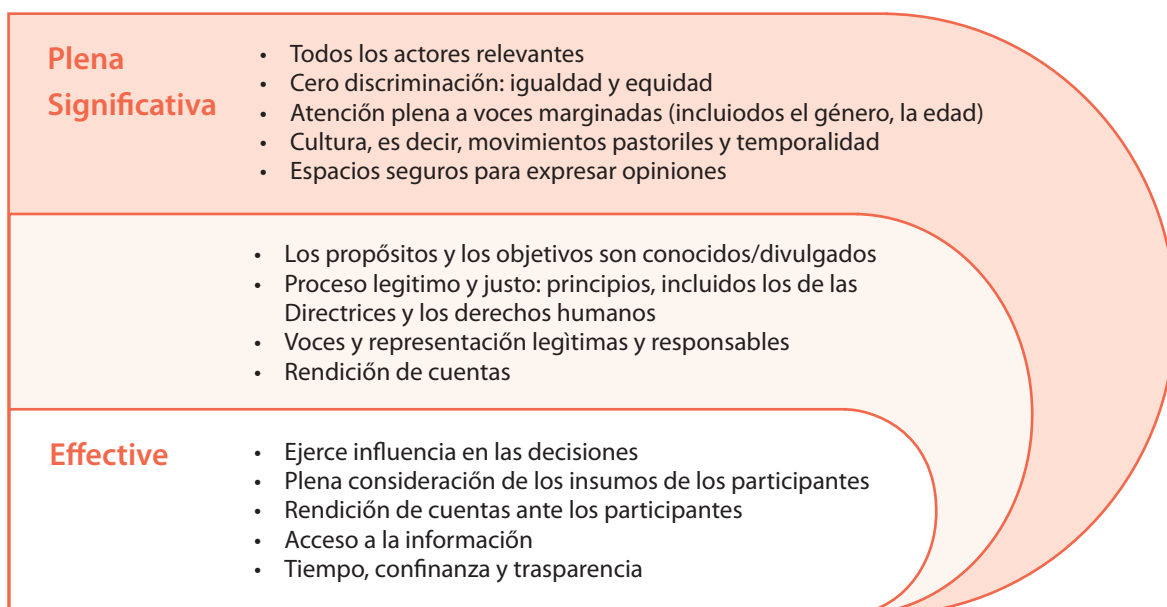 Plena
Significativa
• Todos los actores relevantes
• Cero discriminación: igualdad y equidad
• Atención plena a voces marginadas (incluiodos el género, la edad)
• Cultura, es decir, movimientos pastoriles y temporalidad
• Espacios seguros para expresar opiniones
• Los propósitos y los objetivos son conocidos/divulgados
• Proceso legitimo y justo: principios, incluidos los de las
Directrices y los derechos humanos
• Voces y representación legìtimas y responsables
• Rendición de cuentas
Effective
• Ejerce influencia en las decisiones
• Plena consideración de los insumos de los participantes
• Rendición de cuentas ante los participantes
• Acceso a la información
• Tiempo, confinanza y trasparencia